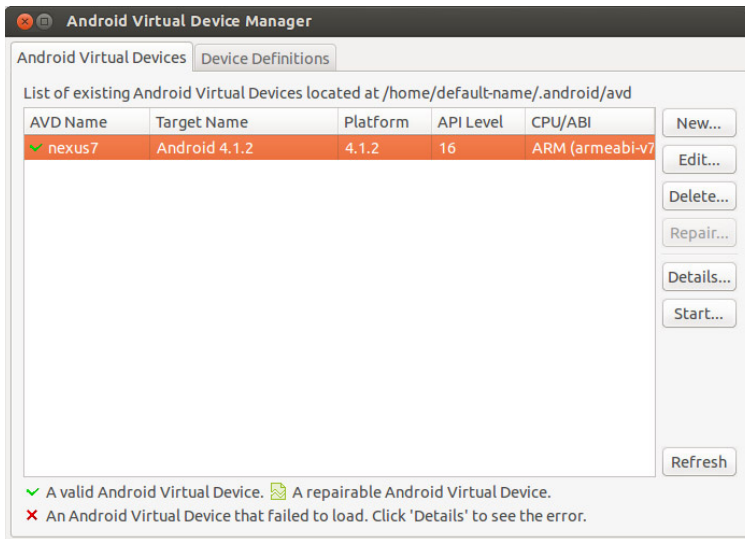 Android Virtual Device Manager
Android Virtual Devices
Device Definitions
List of existing Android Virtual Devices located at /home/default-name/.android/avd
AVD Name Target Name Platform API Level CPU/ABI
nexus7 Android 4.1.2 4.1.2 16 ARM (armeabi-v7
New...
Edit...
Delete...
Repair...
Details...
Start...
Refresh
A valid Android Virtual Device. A repairable Android Virtual Device.
An Android Virtual Device that failed to load. Click 'Details' to see the error.